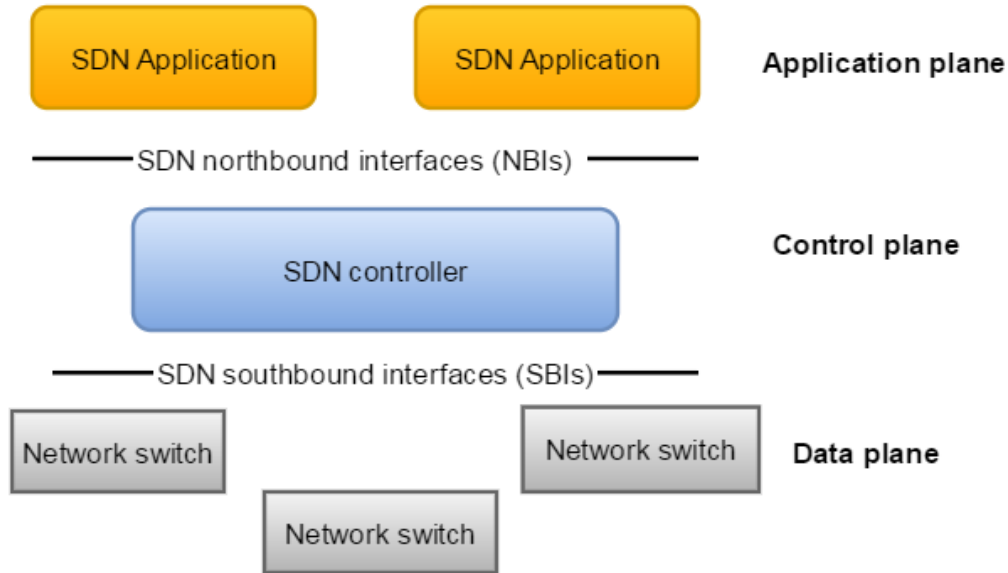 SDN Application
SDN Application
Application plane
SDN northbound interfaces (NBIs)
SDN controller
Control plane
SDN southbound interfaces (SBIs)
Network switch
Network switch
Data plane
Network switch